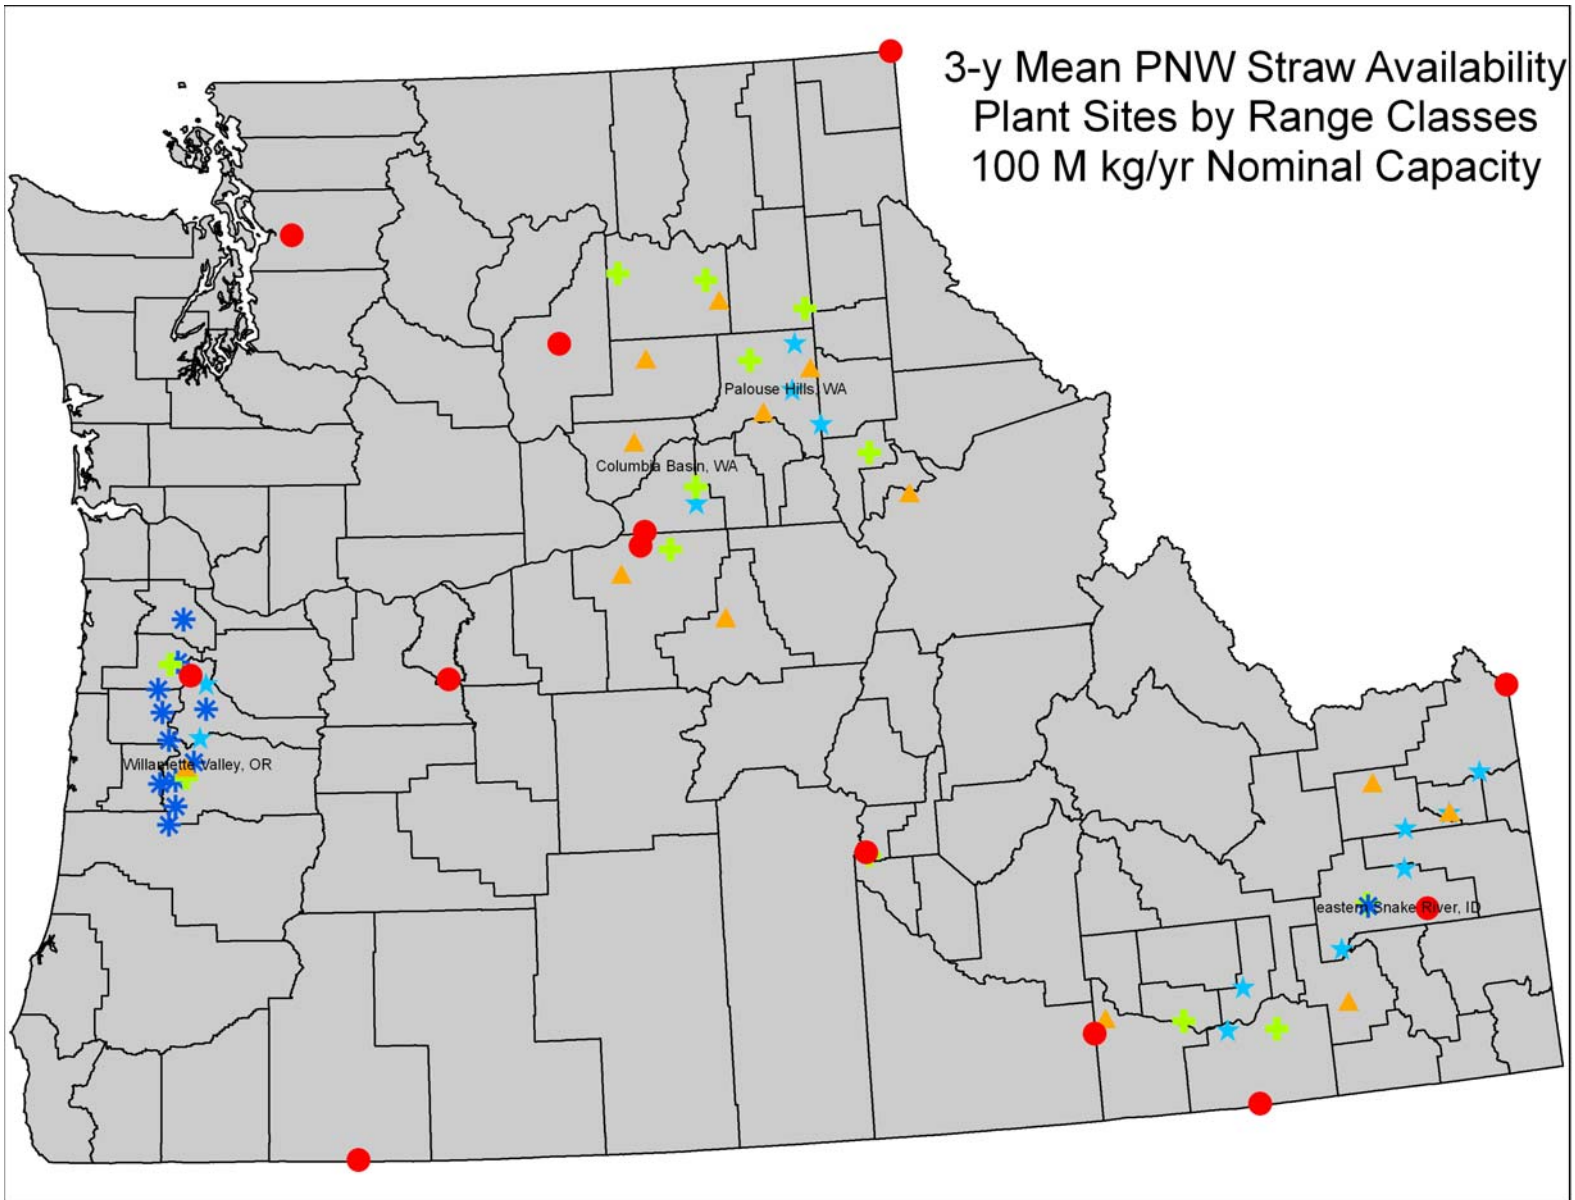 3-y Mean PNW Straw Availability
Plant Sites by Range Classes
100 M kg/yr Nominal Capacity
Palouse Hills, WA
Columbia Basin, WA
Willamette Valley, OR
eastern Snake River, ID